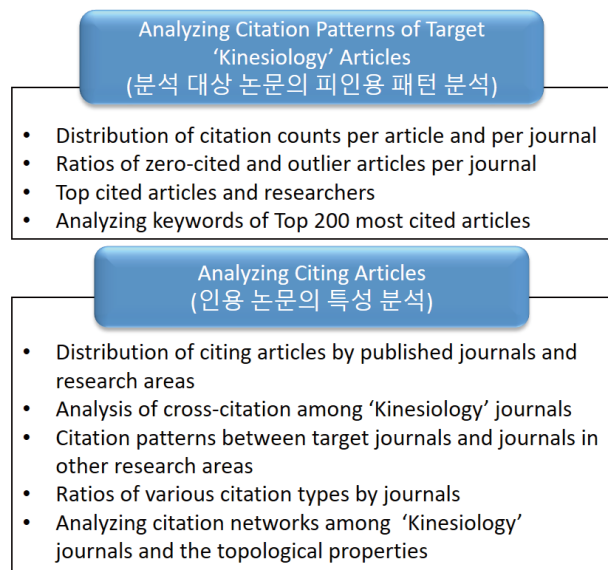 Analyzing Citation Patterns of Target
‘Kinesiology’ Articles
(분석 대상 논문의 피인용 패턴 분석)
• Distribution of citation counts per article and per journal
• Ratios of zero-cited and outlier articles per journal
• Top cited articles and researchers
• Analyzing keywords of Top 200 most cited articles
Analyzing Citing Articles
(인용 논문의 특성 분석)
• Distribution of citing articles by published journals and
research areas
• Analysis of cross-citation among ‘Kinesiology’ journals
• Citation patterns between target journals and journals in
other research areas
• Ratios of various citation types by journals
• Analyzing citation networks among ‘Kinesiology’
journals and the topological properties